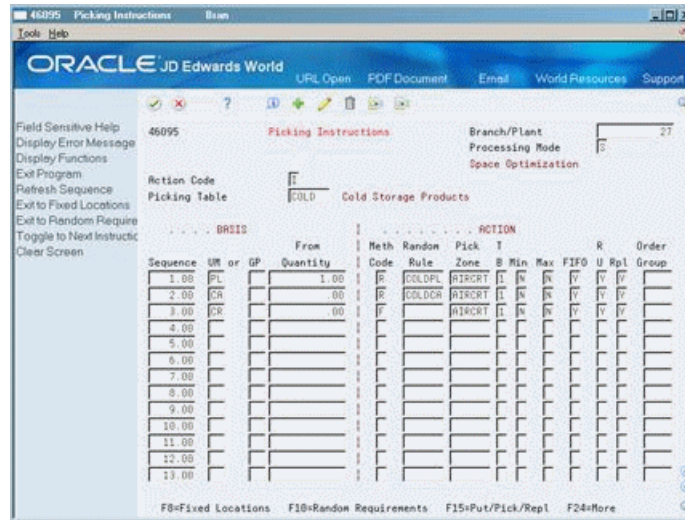 46095 Picking Instructions
Tools Help
ORACLE JD Edwards World
URL Open PDF Document Email World Resources Support
Field Sensitive Help
Display Error Message
Display Functions
Exit Program
Refresh Sequence
Exit to Fixed Locations
Exit to Random Require
Toggle to Next Instructic
Clear Screen
46095 Picking Instructions Branch/Plant 27
Processing Mode S
Space Optimization
Action Code I
Picking Table COLD Cold Storage Products
. . . . BASIS . . . . . . . . ACTION
From Meth Random Pick T R Order
Sequence UM or GP Quantity Code Rule Zone B Min Max FIFO U Rpl Group
1.00 PL 1.00 R COLDPL AIRCRT 1 N N Y Y Y
2.00 CA .00 R COLDCA AIRCRT 1 N N Y Y Y
3.00 CR .00 F AIRCRT 1 N N Y Y Y
4.00
5.00
6.00
7.00
8.00
9.00
10.00
11.00
12.00
13.00
F8=Fixed Locations F10=Random Requirements F15=Put/Pick/Repl F24=More